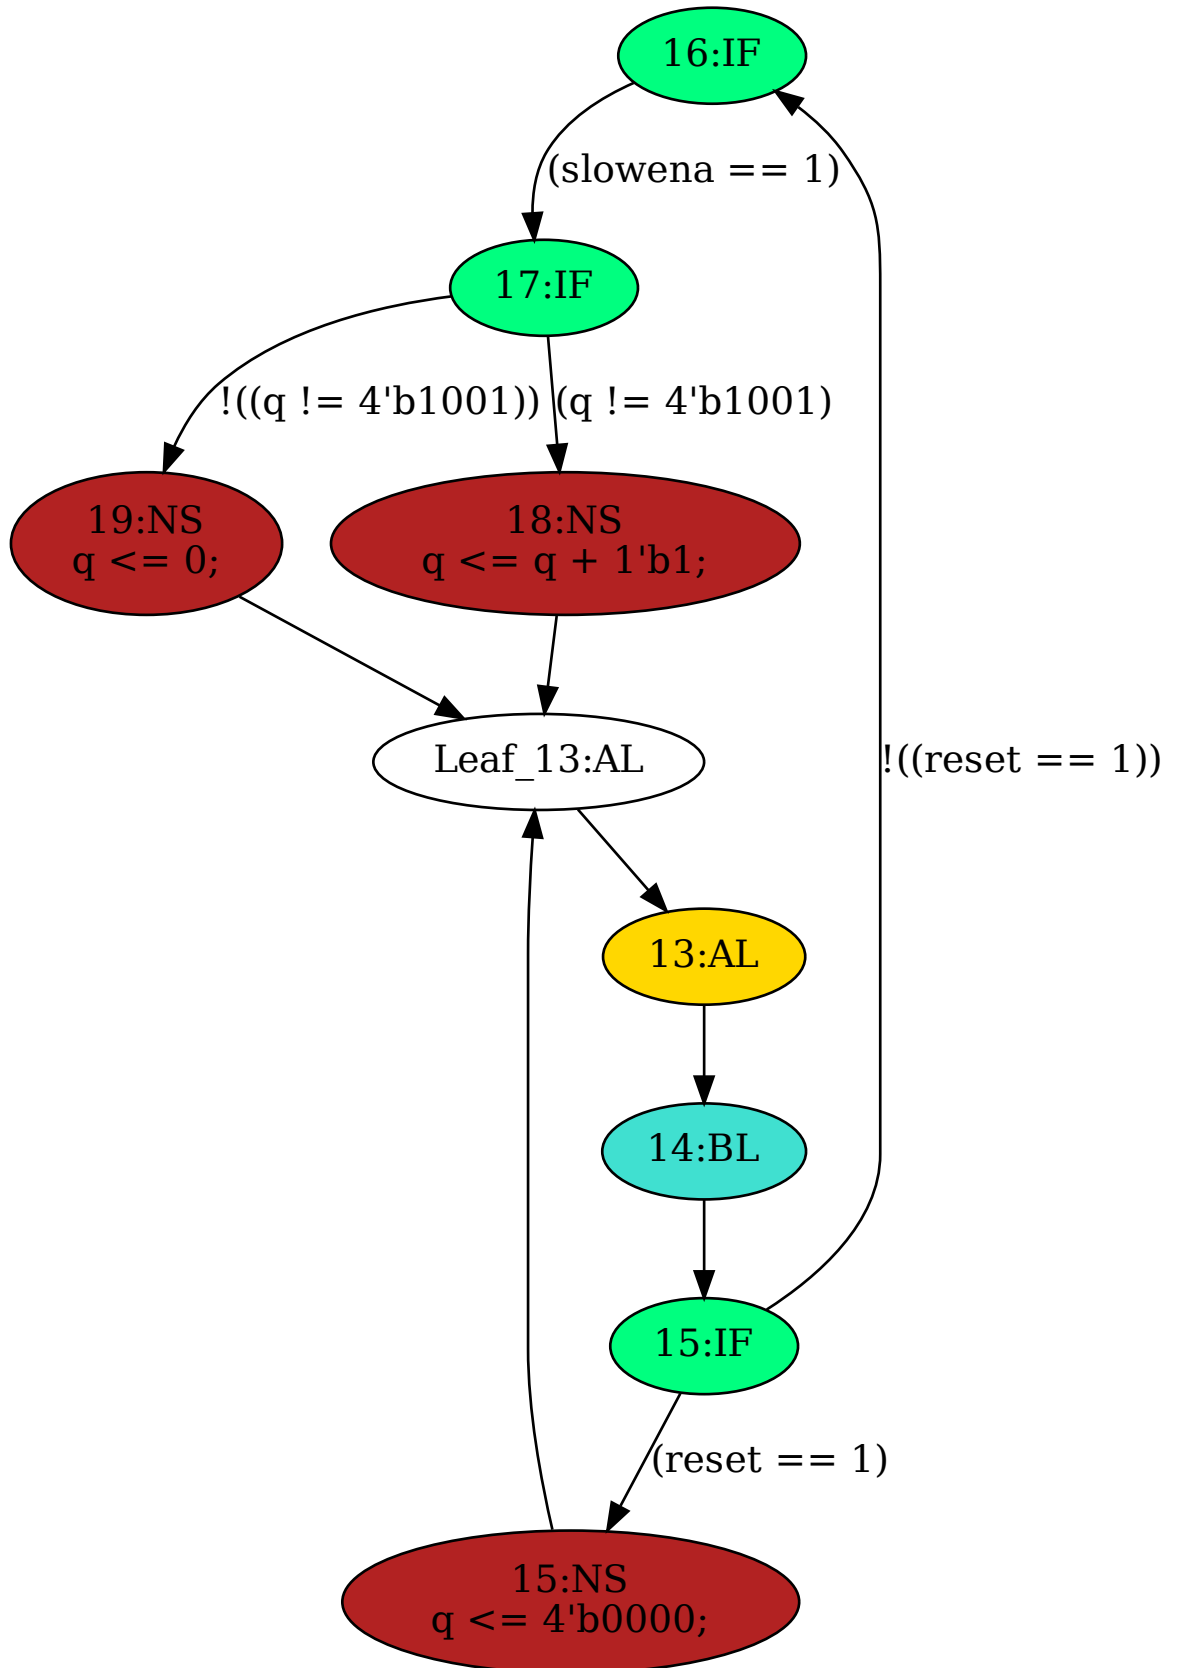 16:IF
(slowena == 1)
17:IF
!((q != 4'b1001))
(q != 4'b1001)
19:NS
q <= 0;
18:NS
q <= q + 1'b1;
Leaf_13:AL
!((reset == 1))
13:AL
14:BL
15:IF
(reset == 1)
15:NS
q <= 4'b0000;